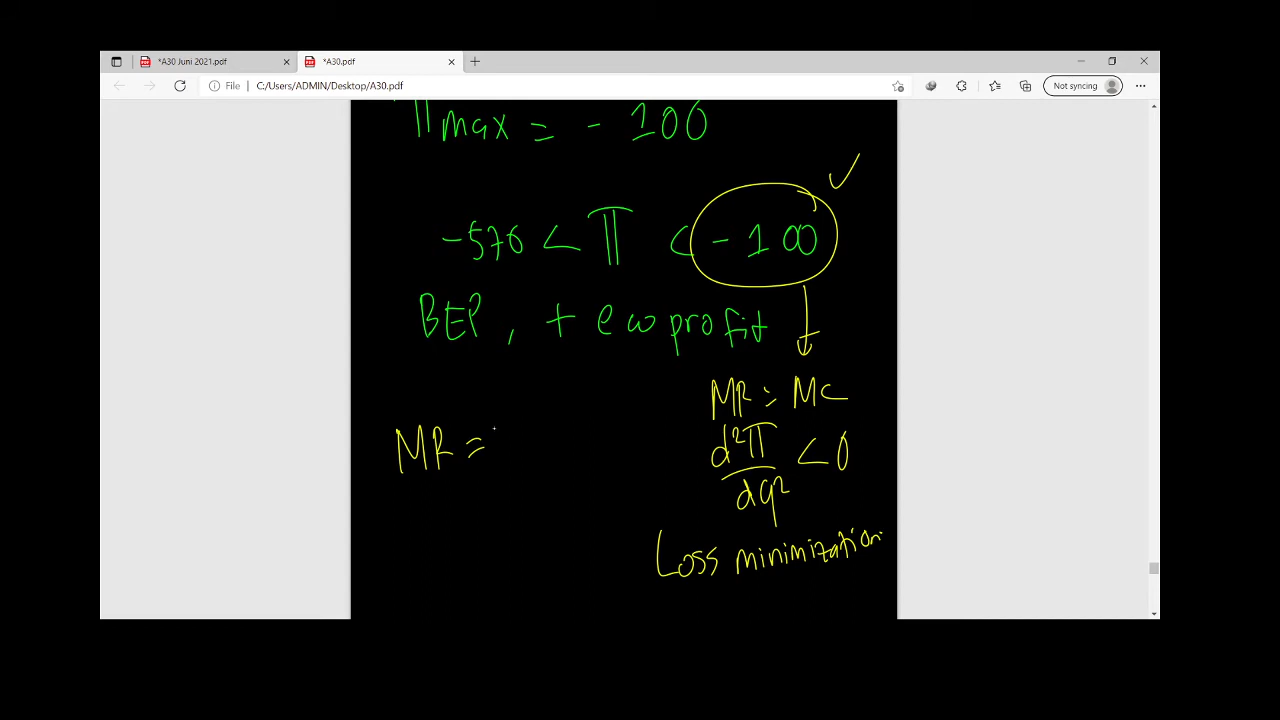 *A30 Juni 2021.pdf
*A30.pdf
File C:/Users/ADMIN/Desktop/A30.pdf
Not syncing
Πmax = - 100
-576 < Π < - 100
BEP, + eco profit
MR = MC
d²Π/dq² < 0
MR =
Loss minimization